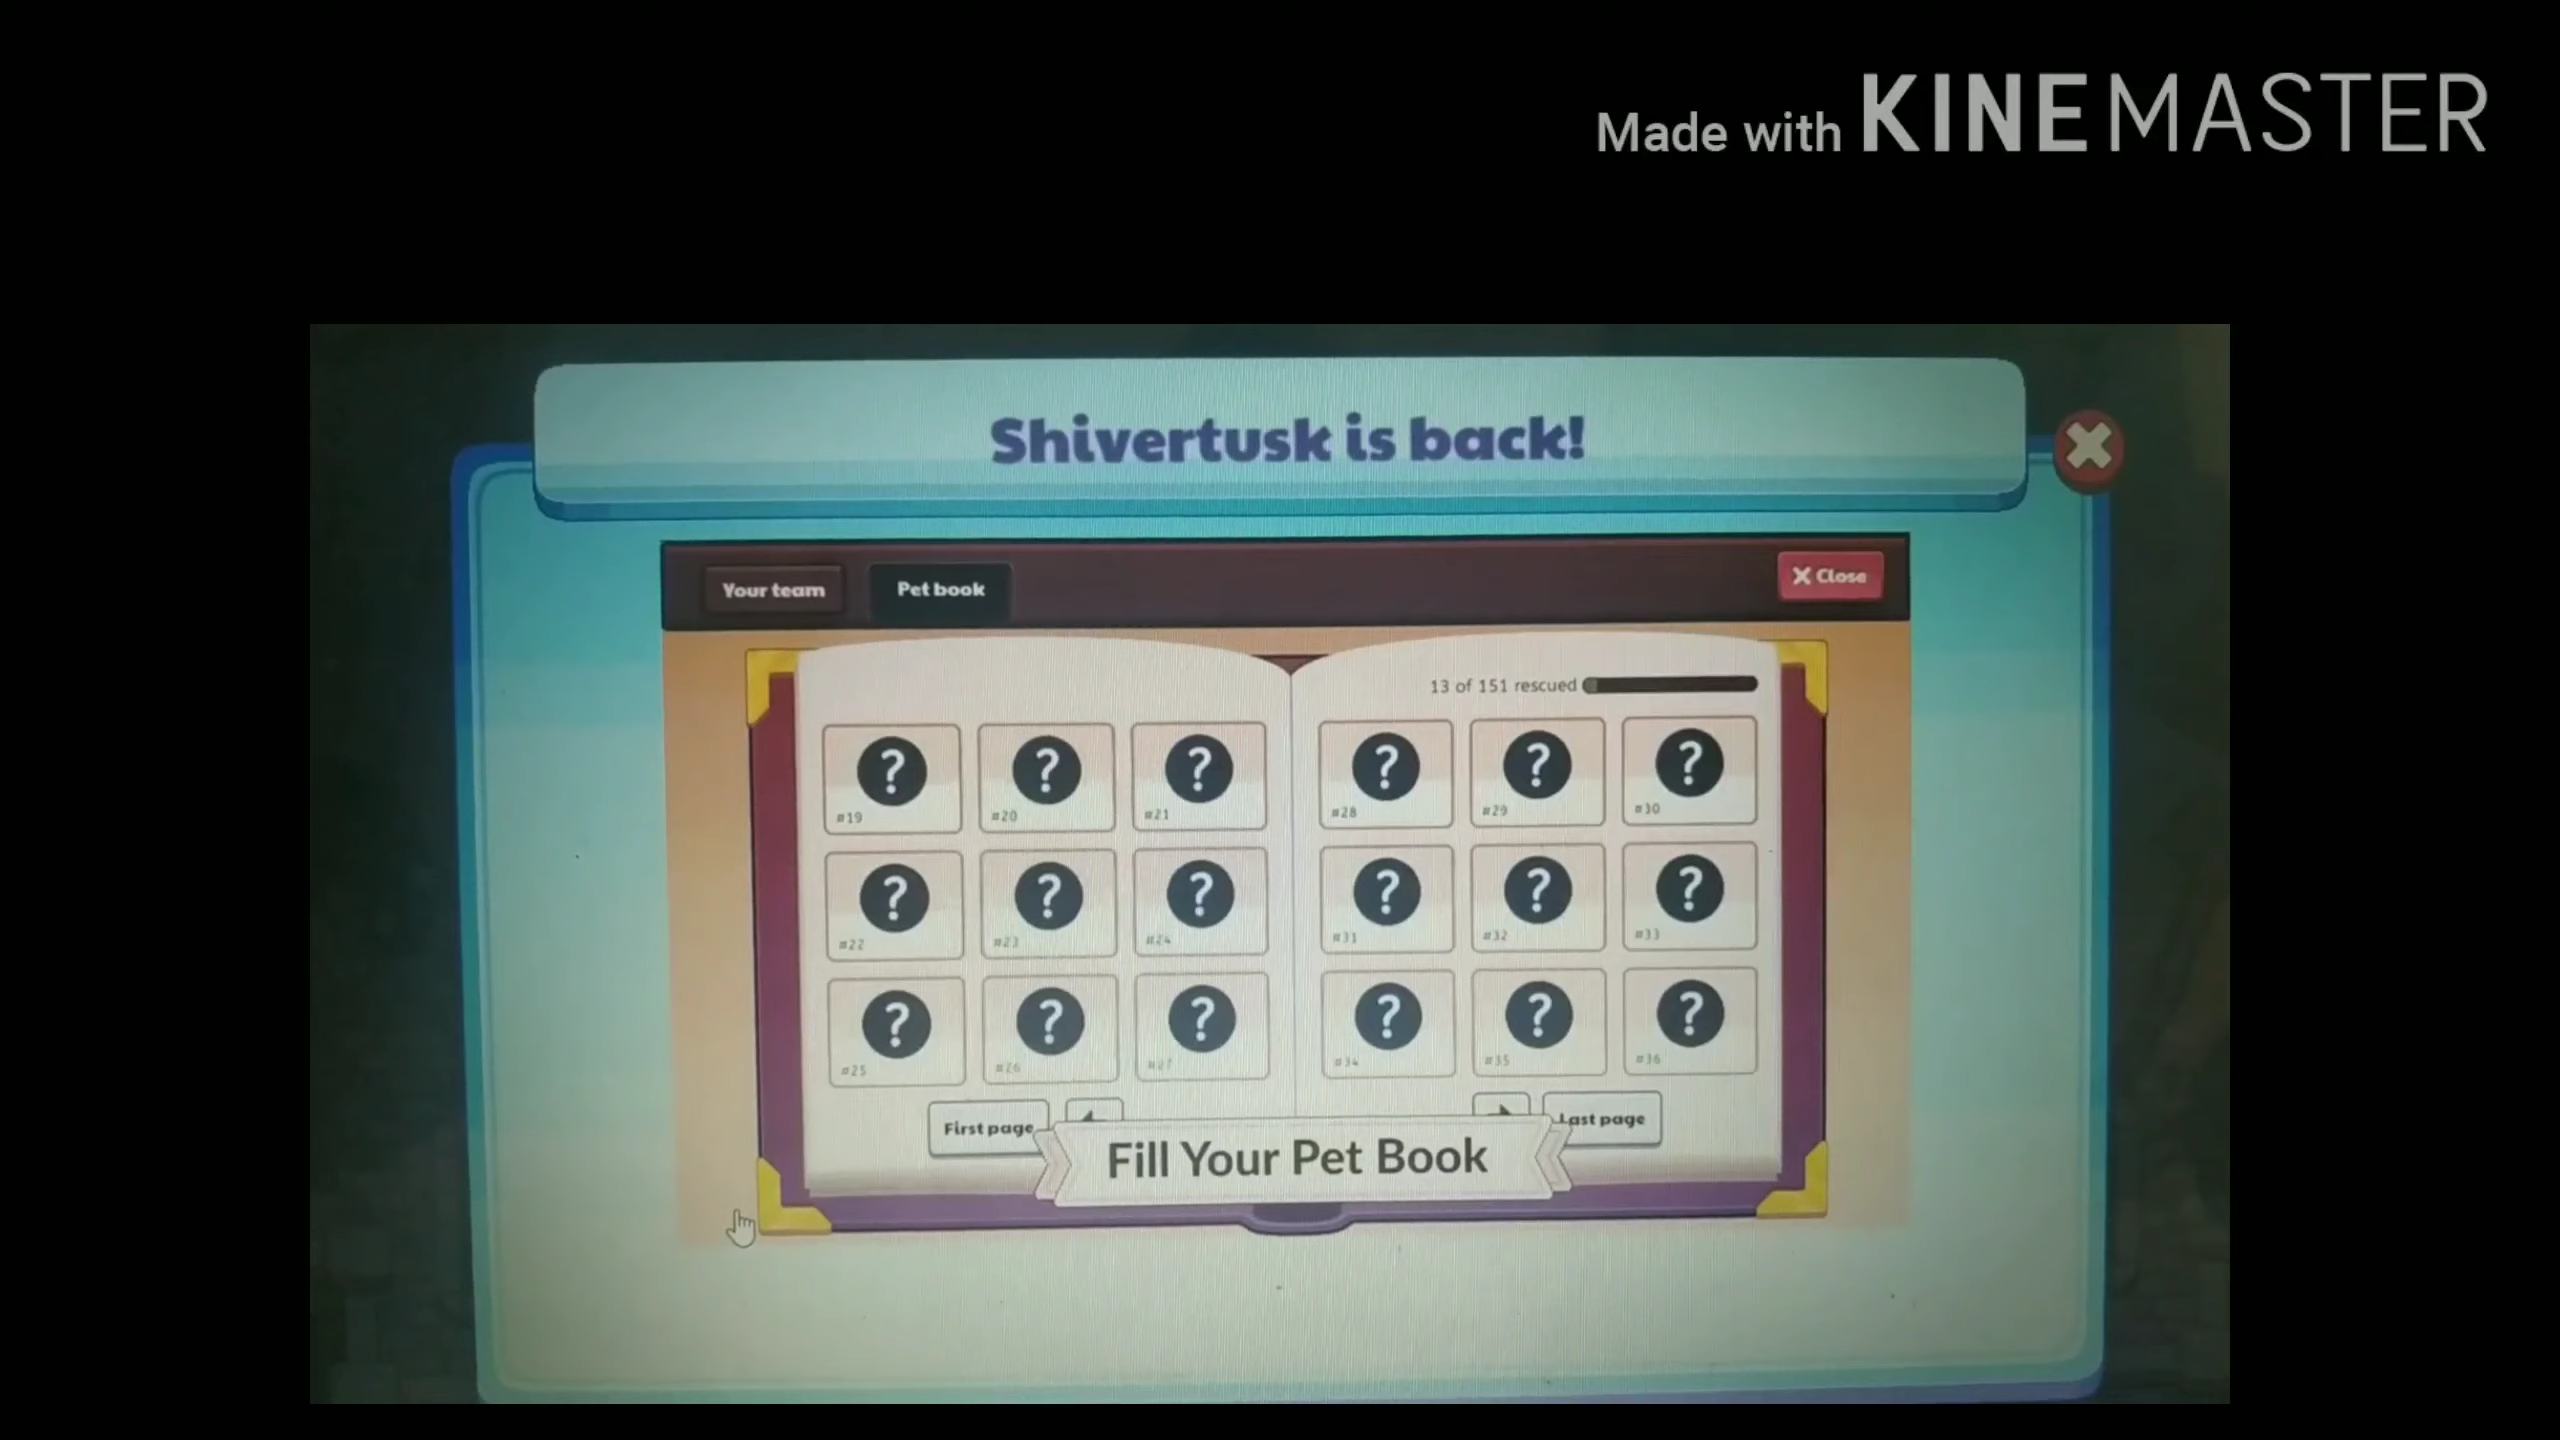 Made with KINEMASTER
Shivertusk is back!
Your team
Pet book
Close
13 of 151 rescued
#19
#20
#21
#28
#29
#30
#22
#23
#24
#31
#32
#33
#25
#26
#27
#34
#35
#36
First page
Last page
Fill Your Pet Book